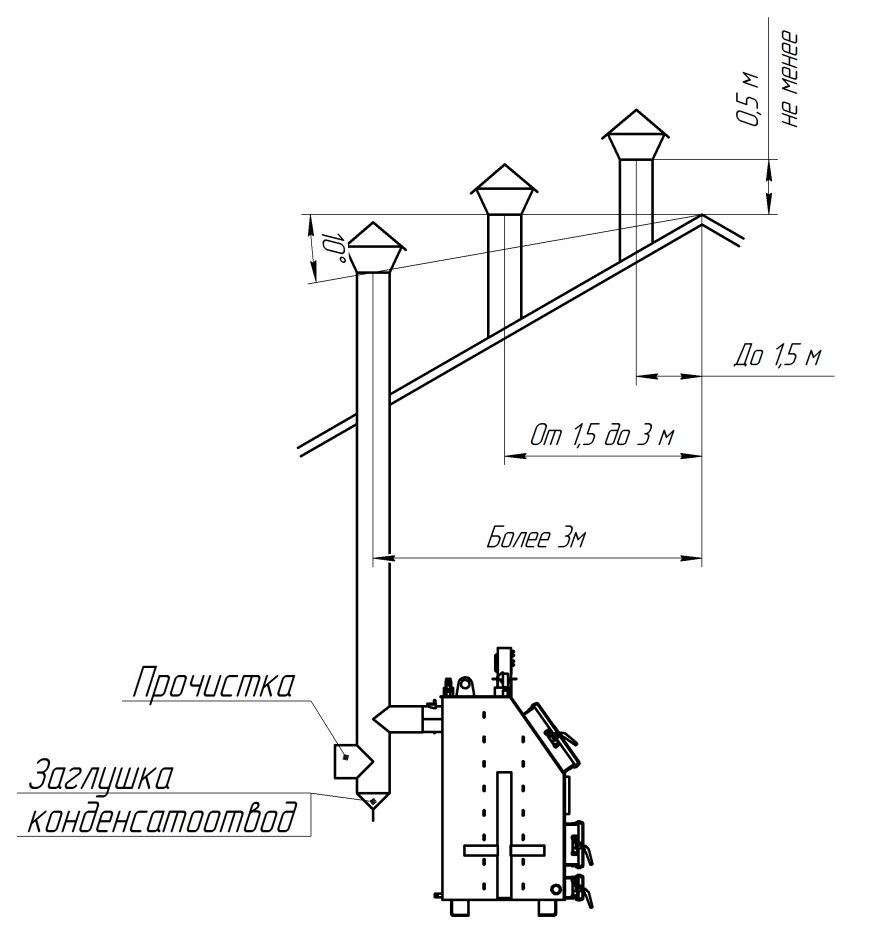 0,5 м
не менее
10°
До 1,5 м
От 1,5 до 3 м
Более 3м
Прочистка
Заглушка
конденсатоотвод